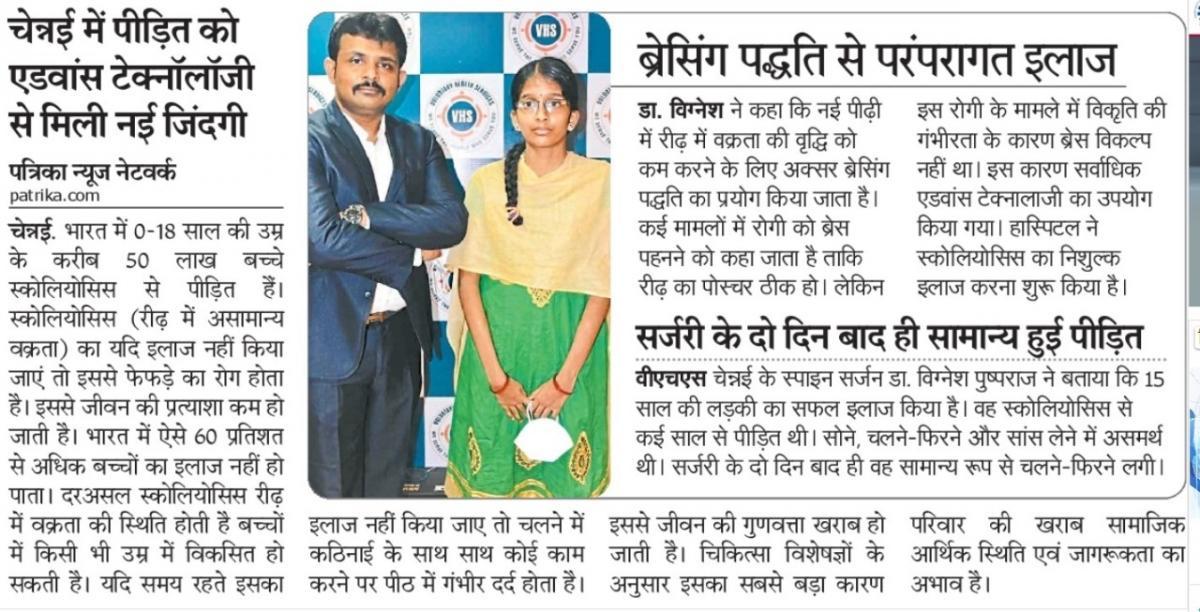 चेन्नई में पीड़ित को
एडवांस टेक्नॉलॉजी
से मिली नई जिंदगी
पत्रिका न्यूज नेटवर्क
patrika.com
चेन्नई. भारत में 0-18 साल की उम्र
के करीब 50 लाख बच्चे
स्कोलियोसिस से पीड़ित हैं।
स्कोलियोसिस (रीढ़ में असामान्य
वक्रता) का यदि इलाज नहीं किया
जाएं तो इससे फेफड़े का रोग होता
है। इससे जीवन की प्रत्याशा कम हो
जाती है। भारत में ऐसे 60 प्रतिशत
से अधिक बच्चों का इलाज नहीं हो
पाता। दरअसल स्कोलियोसिस रीढ़
में वक्रता की स्थिति होती है बच्चों
में किसी भी उम्र में विकसित हो
सकती है। यदि समय रहते इसका
इलाज नहीं किया जाए तो चलने में
कठिनाई के साथ साथ कोई काम
करने पर पीठ में गंभीर दर्द होता है।
इससे जीवन की गुणवत्ता खराब हो
जाती है। चिकित्सा विशेषज्ञों के
अनुसार इसका सबसे बड़ा कारण
परिवार की खराब सामाजिक
आर्थिक स्थिति एवं जागरूकता का
अभाव है।
VHS
VOLUNTARY HEALTH SERVICES
VHS
ब्रेसिंग पद्धति से परंपरागत इलाज
डा. विग्नेश ने कहा कि नई पीढ़ी
में रीढ़ में वक्रता की वृद्धि को
कम करने के लिए अक्सर ब्रेसिंग
पद्धति का प्रयोग किया जाता है।
कई मामलों में रोगी को ब्रेस
पहनने को कहा जाता है ताकि
रीढ़ का पोस्चर ठीक हो। लेकिन
इस रोगी के मामले में विकृति की
गंभीरता के कारण ब्रेस विकल्प
नहीं था। इस कारण सर्वाधिक
एडवांस टेक्नालाजी का उपयोग
किया गया। हास्पिटल ने
स्कोलियोसिस का निशुल्क
इलाज करना शुरू किया है।
सर्जरी के दो दिन बाद ही सामान्य हुई पीड़ित
वीएचएस चेन्नई के स्पाइन सर्जन डा. विग्नेश पुष्पराज ने बताया कि 15
साल की लड़की का सफल इलाज किया है। वह स्कोलियोसिस से
कई साल से पीड़ित थी। सोने, चलने-फिरने और सांस लेने में असमर्थ
थी। सर्जरी के दो दिन बाद ही वह सामान्य रूप से चलने-फिरने लगी।